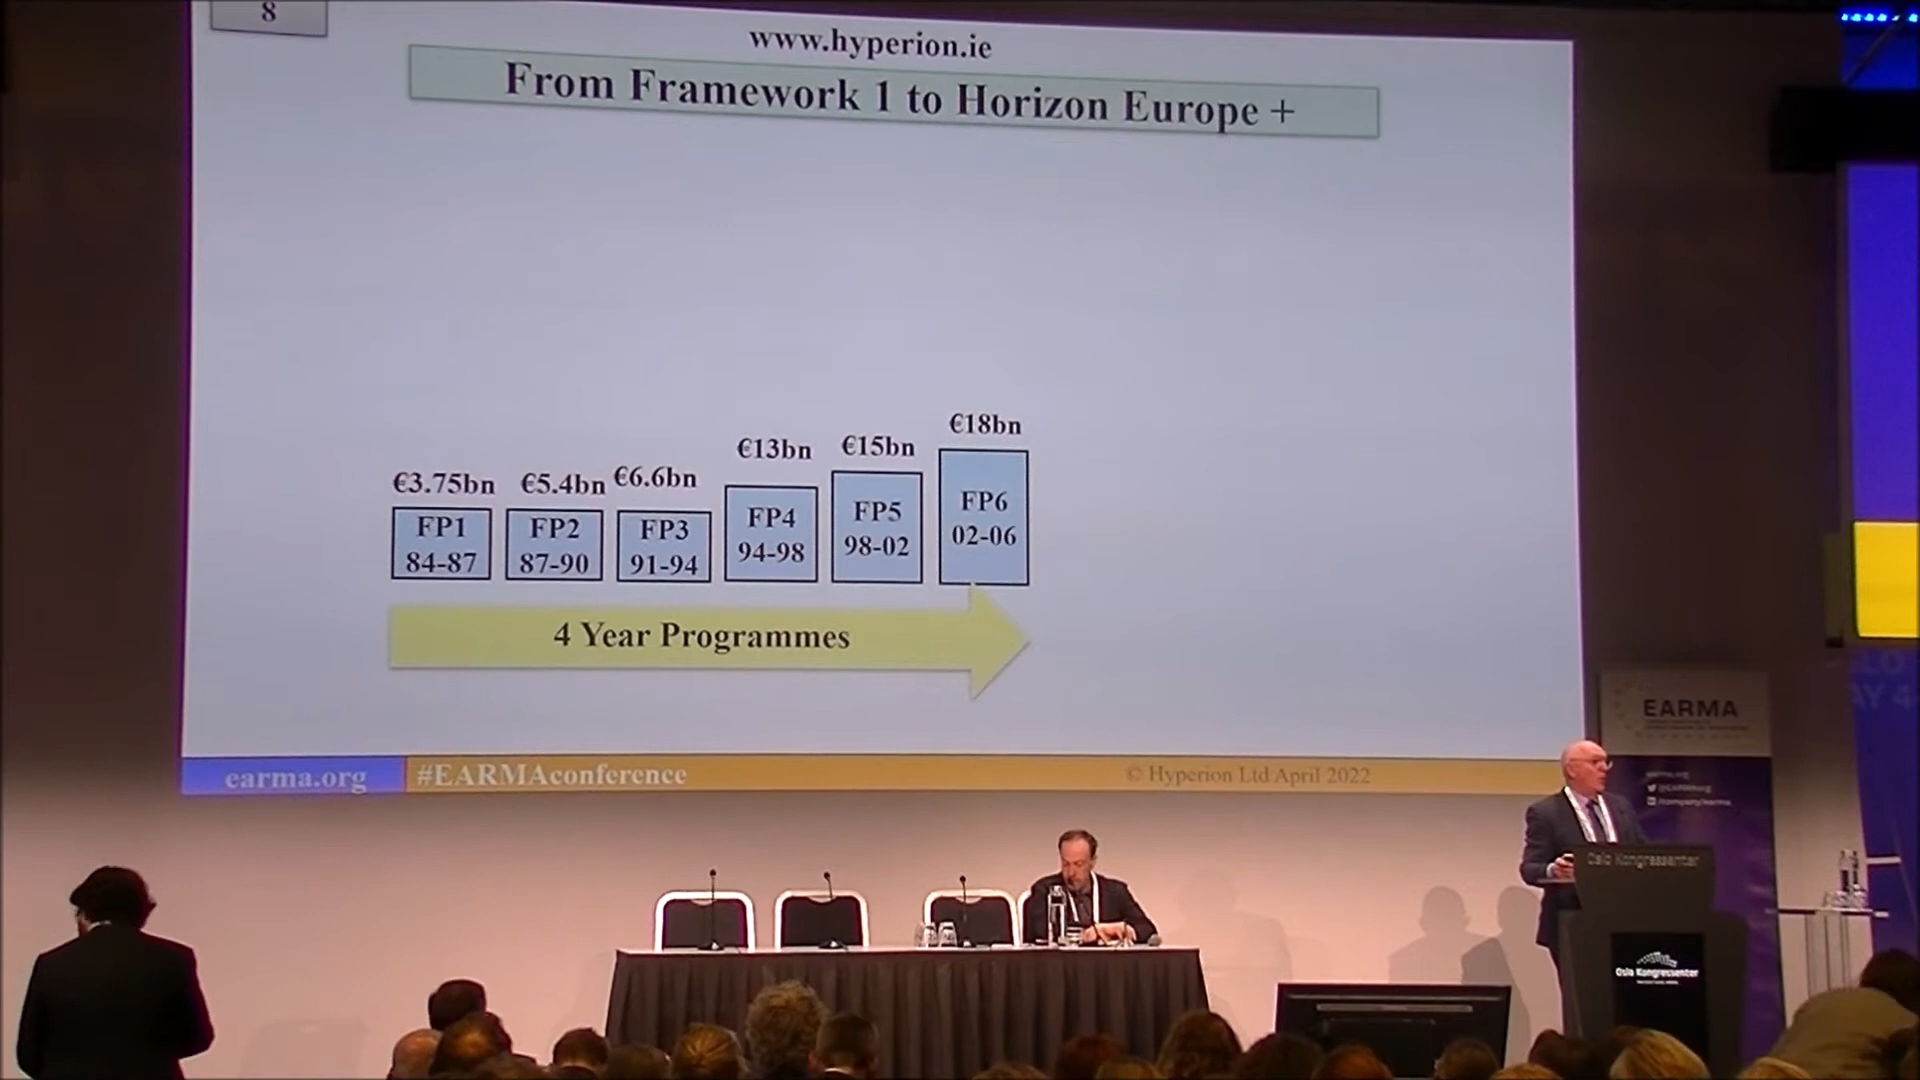 8
www.hyperion.ie
From Framework 1 to Horizon Europe +
€3.75bn
€5.4bn
€6.6bn
€13bn
€15bn
€18bn
FP1
84-87
FP2
87-90
FP3
91-94
FP4
94-98
FP5
98-02
FP6
02-06
4 Year Programmes
earma.org
#EARMAconference
© Hyperion Ltd April 2022
EARMA
Oslo Kongressenter
Oslo Kongressenter